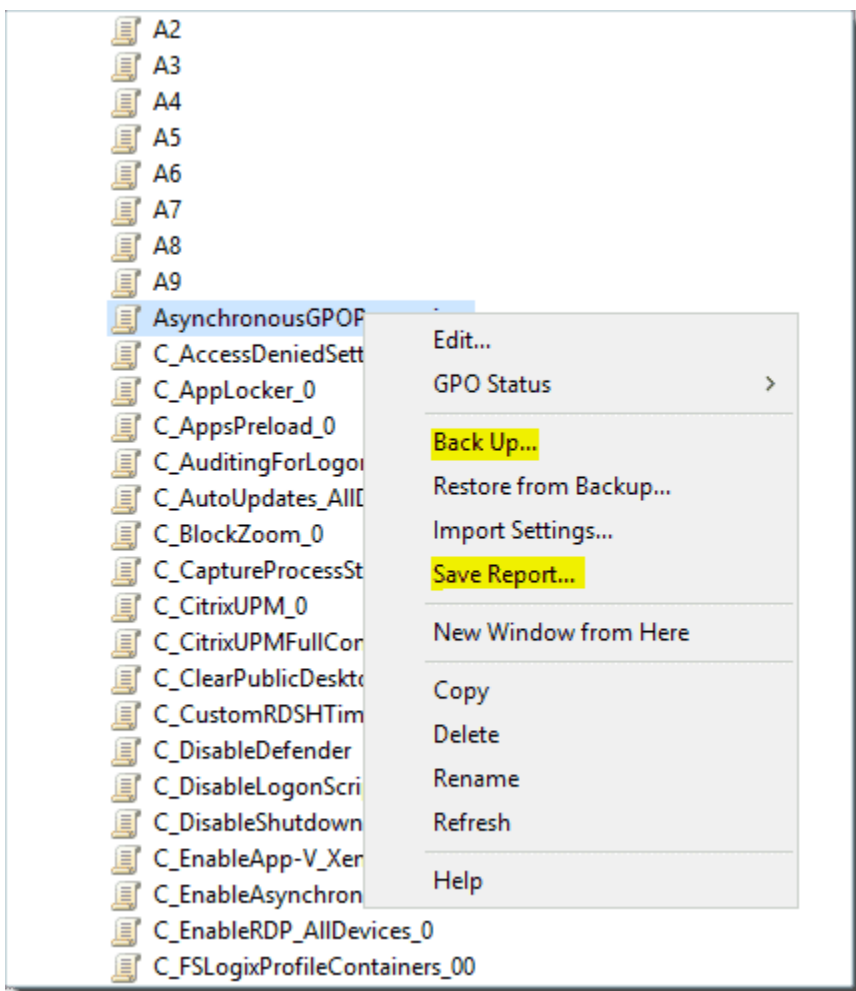 A2
A3
A4
A5
A6
A7
A8
A9
AsynchronousGPOP
C_AccessDeniedSett
C_AppLocker_0
C_AppsPreload_0
C_AuditingForLogon
C_AutoUpdates_AllD
C_BlockZoom_0
C_CaptureProcessSt
C_CitrixUPM_0
C_CitrixUPMFullCon
C_ClearPublicDeskto
C_CustomRDSHTim
C_DisableDefender
C_DisableLogonScri
C_DisableShutdown
C_EnableApp-V_Xen
C_EnableAsynchron
C_EnableRDP_AllDevices_0
C_FSLogixProfileContainers_00
Edit...
GPO Status
Back Up...
Restore from Backup...
Import Settings...
Save Report...
New Window from Here
Copy
Delete
Rename
Refresh
Help